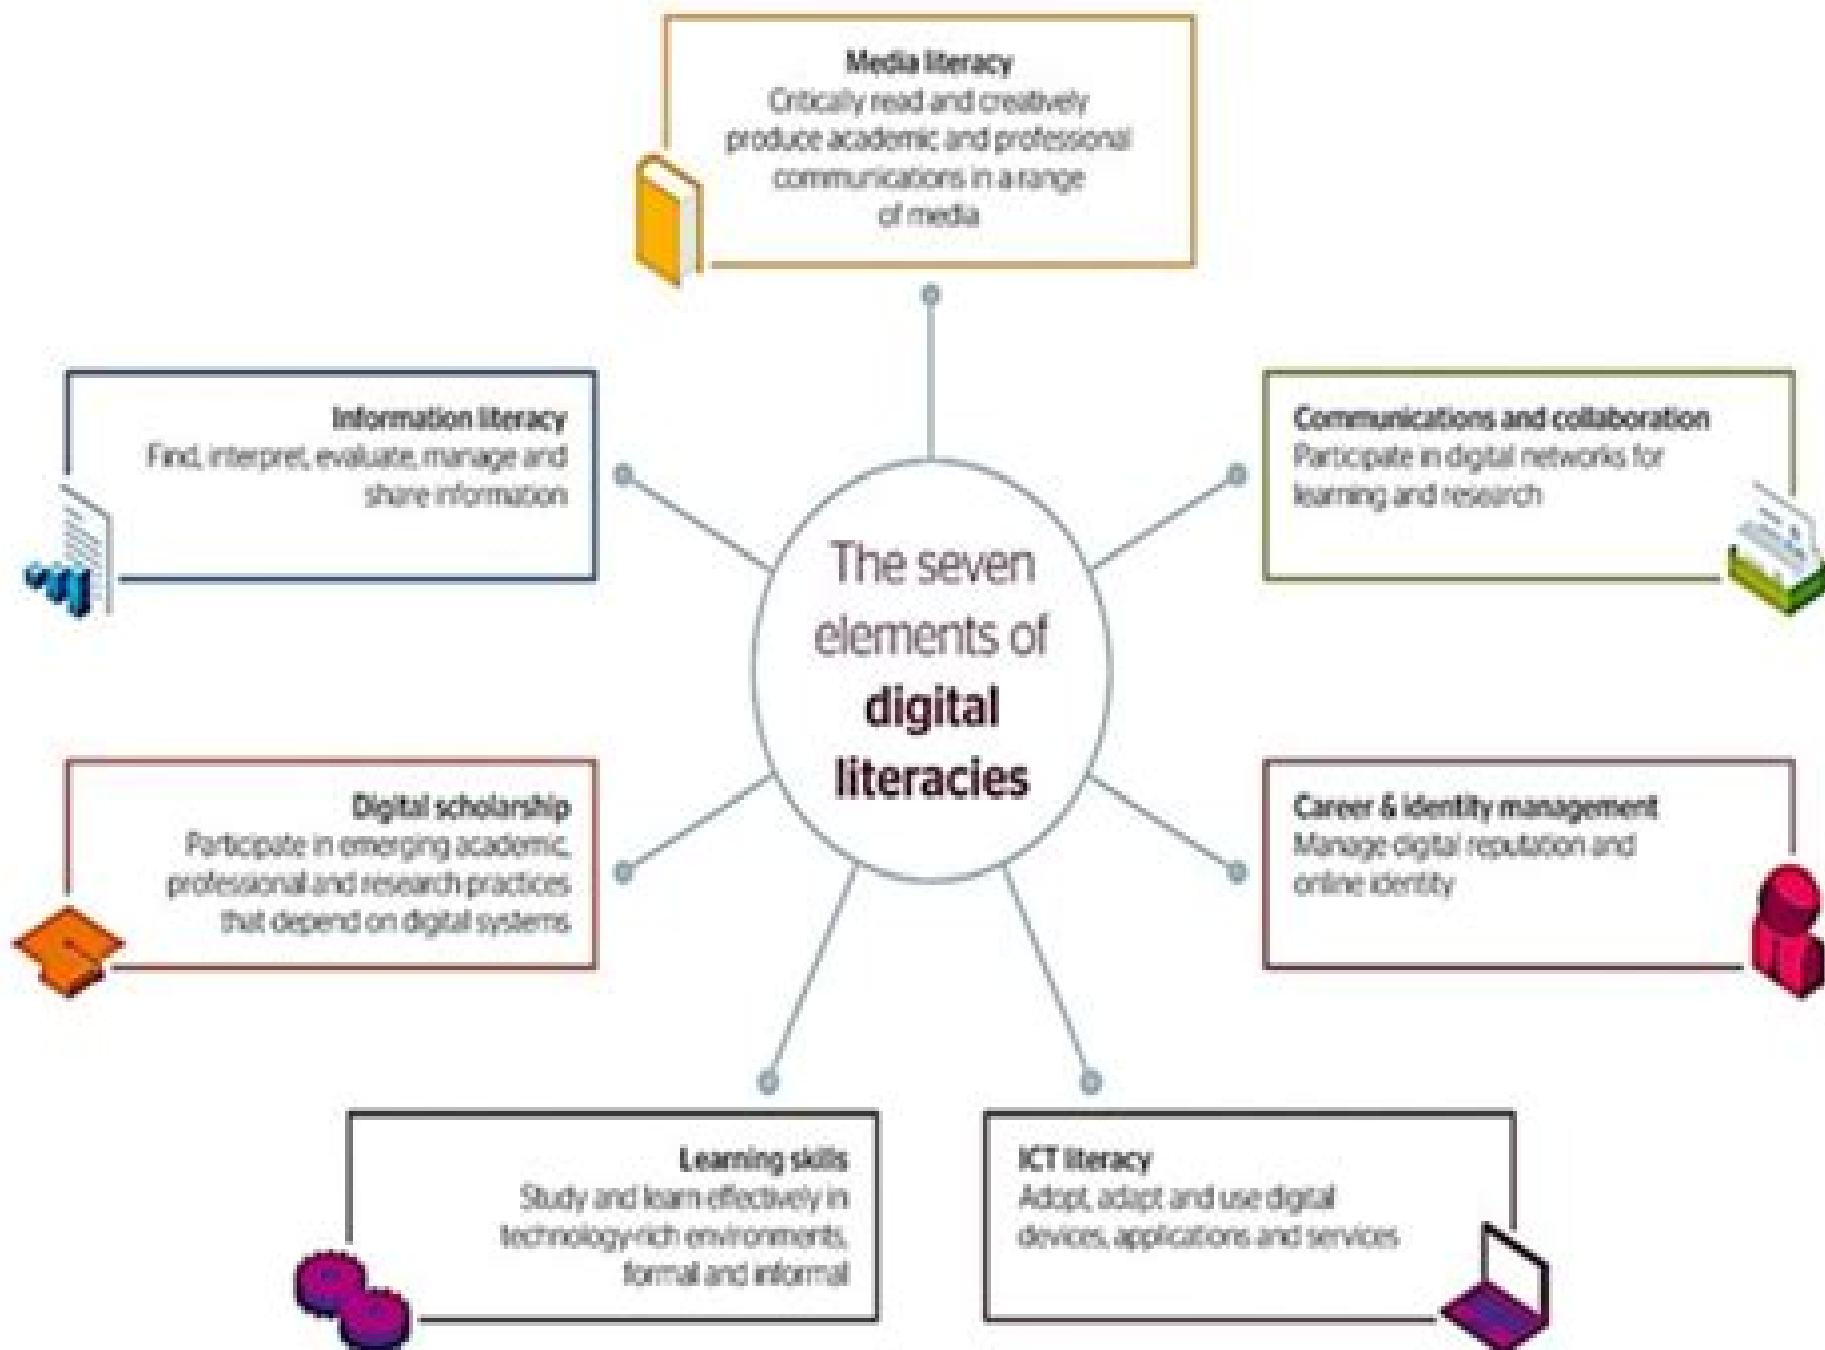 Media literacy
Critically read and creatively
produce academic and professional
communications in a range
of media
Information literacy
Find, interpret, evaluate, manage and
share information
Communications and collaboration
Participate in digital networks for
learning and research
The seven
elements of
digital
literacies
Digital scholarship
Participate in emerging academic,
professional and research practices
that depend on digital systems
Career & identity management
Manage digital reputation and
online identity
Learning skills
Study and learn effectively in
technology-rich environments,
formal and informal
ICT literacy
Adopt, adapt and use digital
devices, applications and services